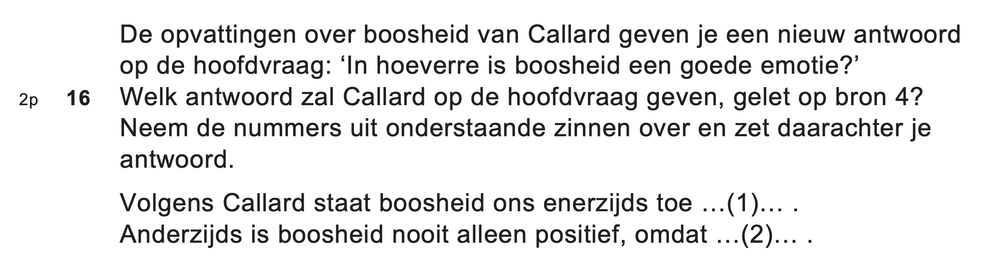 De opvattingen over boosheid van Callard geven je een nieuw antwoord
op de hoofdvraag: ‘In hoeverre is boosheid een goede emotie?’
2p 16 Welk antwoord zal Callard op de hoofdvraag geven, gelet op bron 4?
Neem de nummers uit onderstaande zinnen over en zet daarachter je
antwoord.
Volgens Callard staat boosheid ons enerzijds toe …(1)… .
Anderzijds is boosheid nooit alleen positief, omdat …(2)… .